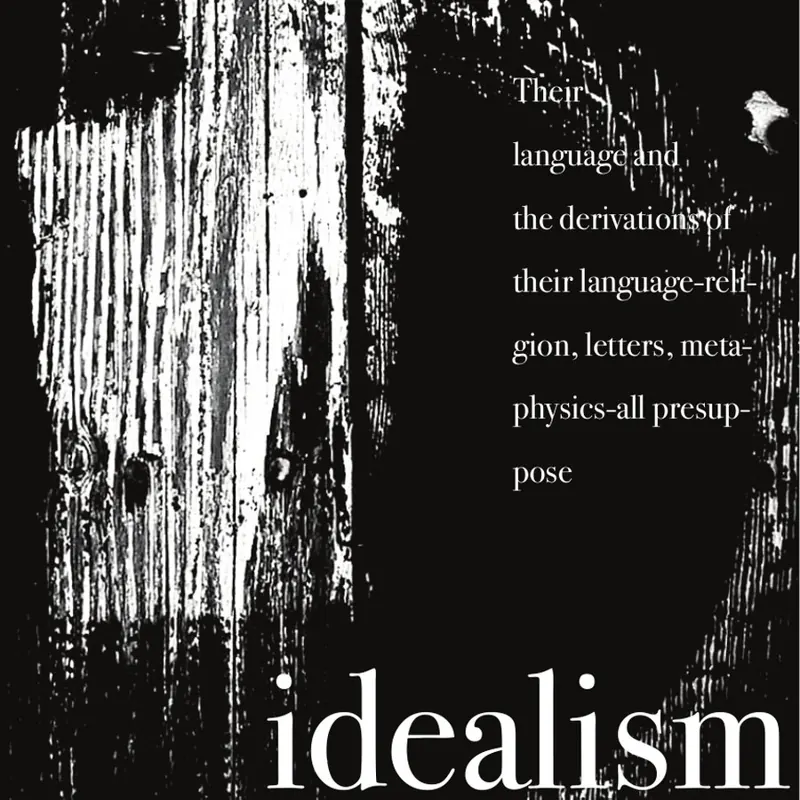 Their
language and
the derivations of
their language-reli-
gion, letters, meta-
physics-all presup-
pose
idealism